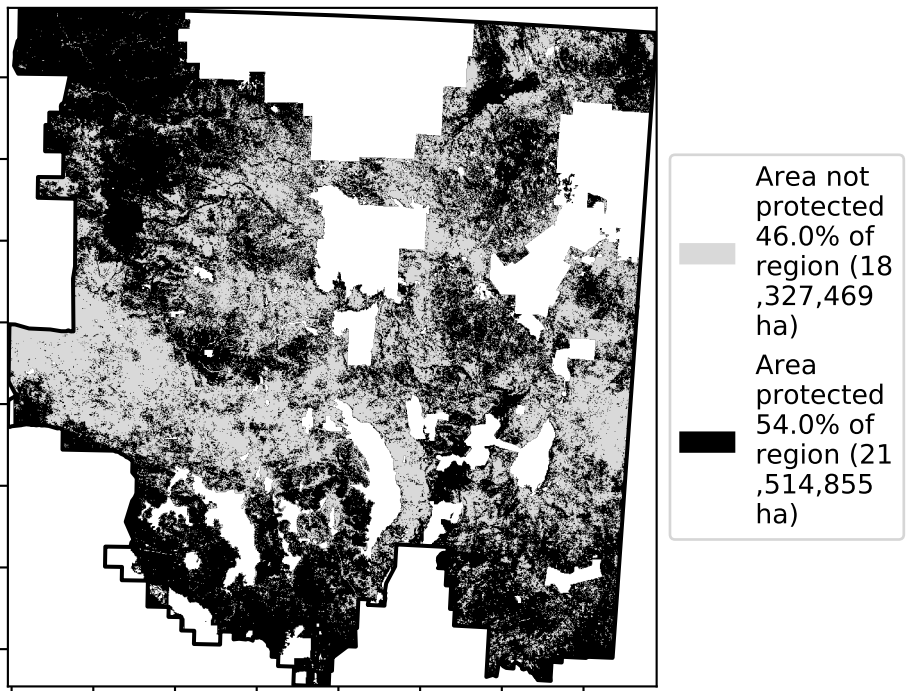 Area not
protected
46.0% of
region (18
,327,469
ha)
Area
protected
54.0% of
region (21
,514,855
ha)